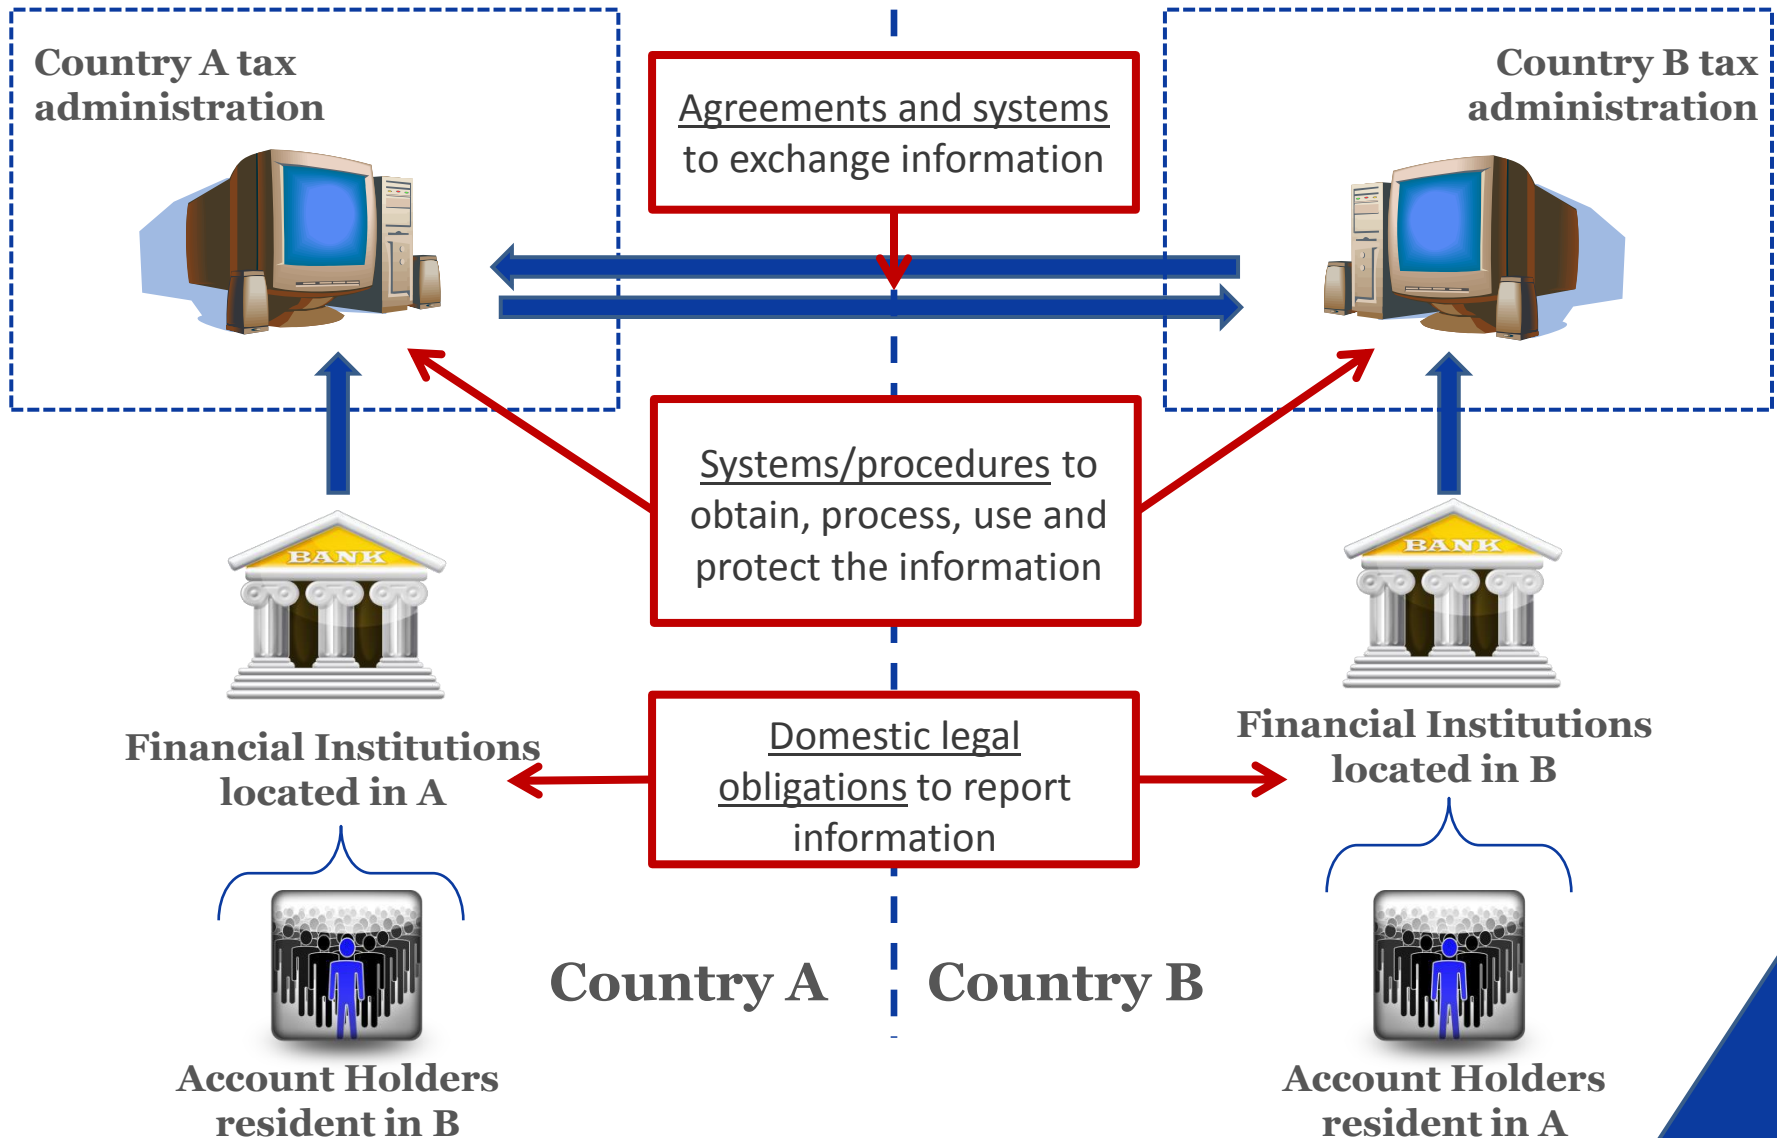 Country A tax
administration
Agreements and systems
to exchange information
Country B tax
administration
Systems/procedures to
obtain, process, use and
protect the information
BANK
BANK
Financial Institutions
located in A
Domestic legal
obligations to report
information
Financial Institutions
located in B
Country A
Country B
Account Holders
resident in B
Account Holders
resident in A